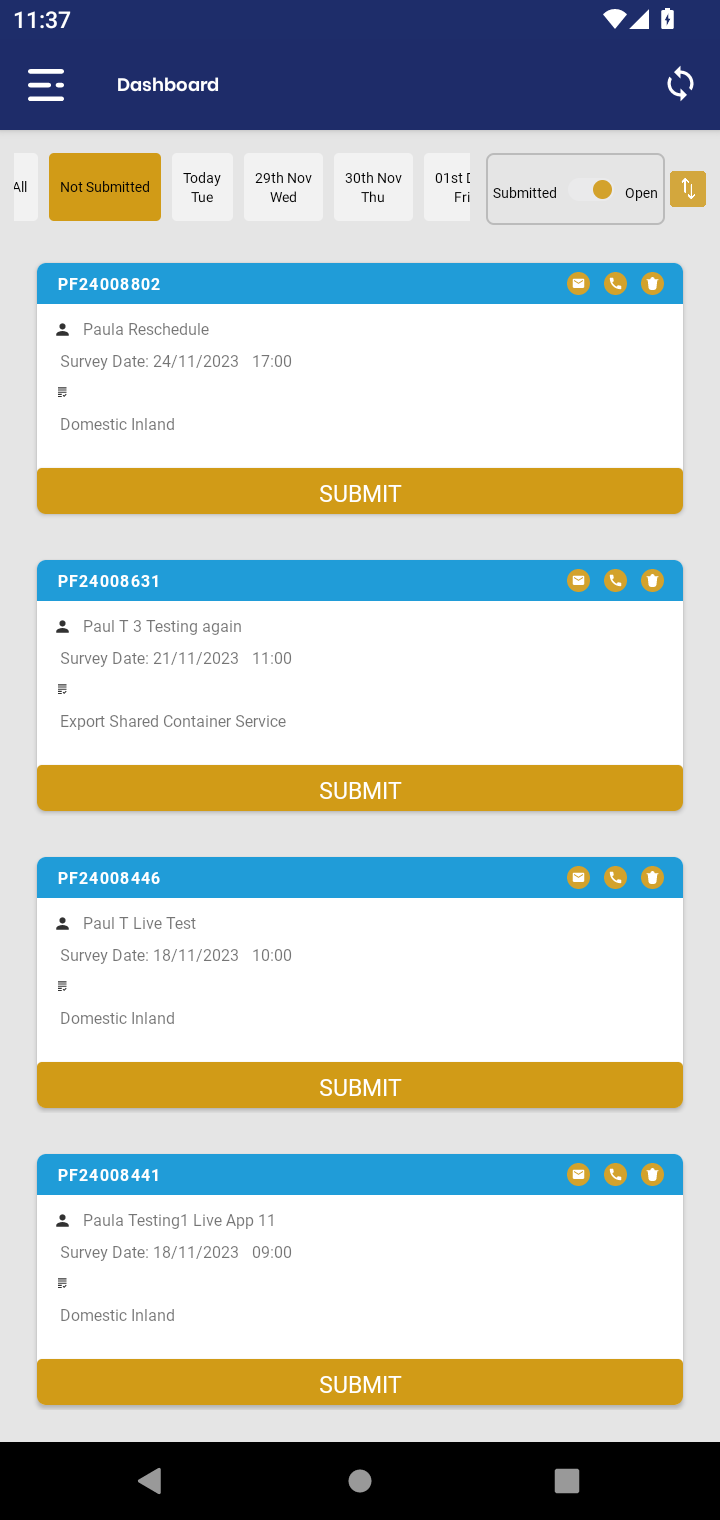 11:37
Dashboard
All
Not Submitted
Today
Tue
29th Nov
Wed
30th Nov
Thu
01st D
Fri
Submitted
Open
PF24008802
Paula Reschedule
Survey Date: 24/11/2023 17:00
Domestic Inland
SUBMIT
PF24008631
Paul T 3 Testing again
Survey Date: 21/11/2023 11:00
Export Shared Container Service
SUBMIT
PF24008446
Paul T Live Test
Survey Date: 18/11/2023 10:00
Domestic Inland
SUBMIT
PF24008441
Paula Testing1 Live App 11
Survey Date: 18/11/2023 09:00
Domestic Inland
SUBMIT